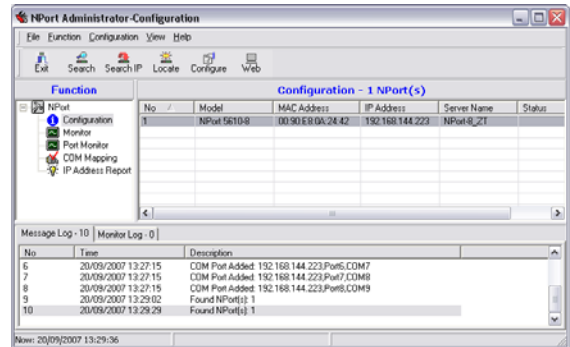 NPort Administrator-Configuration
File Function Configuration View Help
Exit Search Search IP Locate Configure Web
Function
Configuration - 1 NPort(s)
NPort
Configuration
Monitor
Port Monitor
COM Mapping
IP Address Report
No Model MAC Address IP Address Server Name Status
1 NPort 5610-8 00:90:E8:0A:24:42 192.168.144.223 NPort-8_ZT
Message Log - 10 Monitor Log - 0
No Time Description
6 20/09/2007 13:27:15 COM Port Added: 192.168.144.223,Port6,COM7
7 20/09/2007 13:27:15 COM Port Added: 192.168.144.223,Port7,COM8
8 20/09/2007 13:27:15 COM Port Added: 192.168.144.223,Port8,COM9
9 20/09/2007 13:29:02 Found NPort(s): 1
10 20/09/2007 13:29:29 Found NPort(s): 1
Now: 20/09/2007 13:29:36